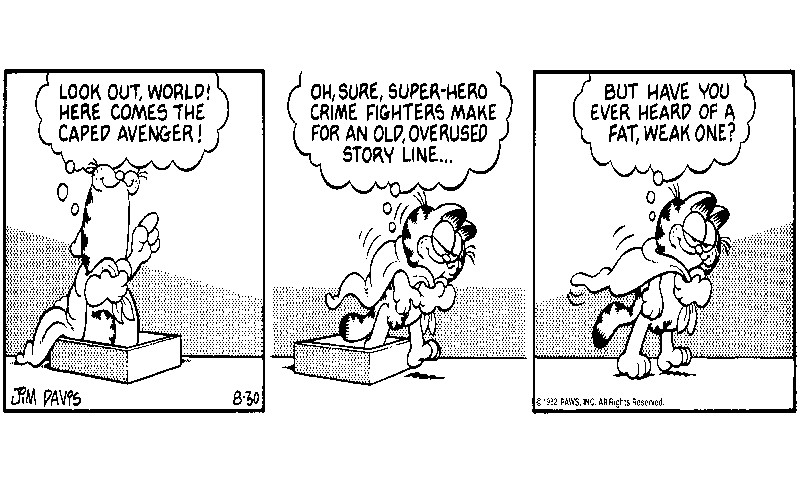 LOOK OUT, WORLD!
HERE COMES THE
CAPED AVENGER!
JIM DAVIS
8-30
OH, SURE, SUPER-HERO
CRIME FIGHTERS MAKE
FOR AN OLD, OVERUSED
STORY LINE...
BUT HAVE YOU
EVER HEARD OF A
FAT, WEAK ONE?
© 1982 PAWS, INC. All Rights Reserved.